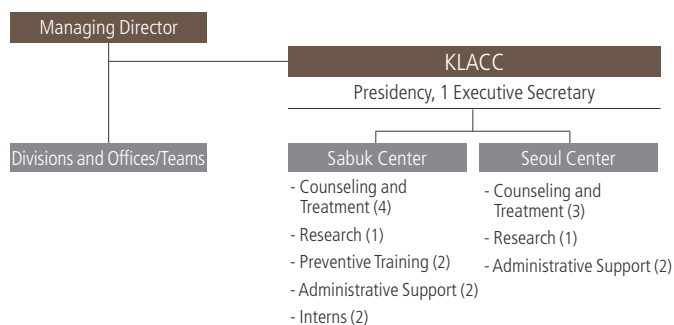 Managing Director
KLACC
Presidency, 1 Executive Secretary
Divisions and Offices/Teams
Sabuk Center
- Counseling and
Treatment (4)
- Research (1)
- Preventive Training (2)
- Administrative Support (2)
- Interns (2)
Seoul Center
- Counseling and
Treatment (3)
- Research (1)
- Administrative Support (2)